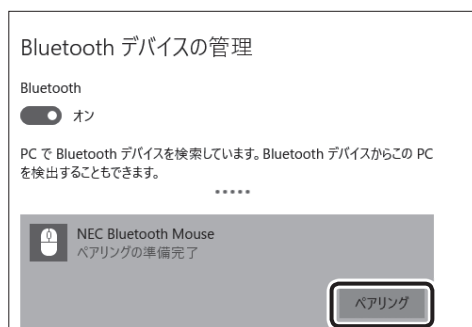 Bluetooth デバイスの管理
Bluetooth
オン
PC で Bluetooth デバイスを検索しています。Bluetooth デバイスからこの PC
を検出することもできます。
NEC Bluetooth Mouse
ペアリングの準備完了
ペアリング